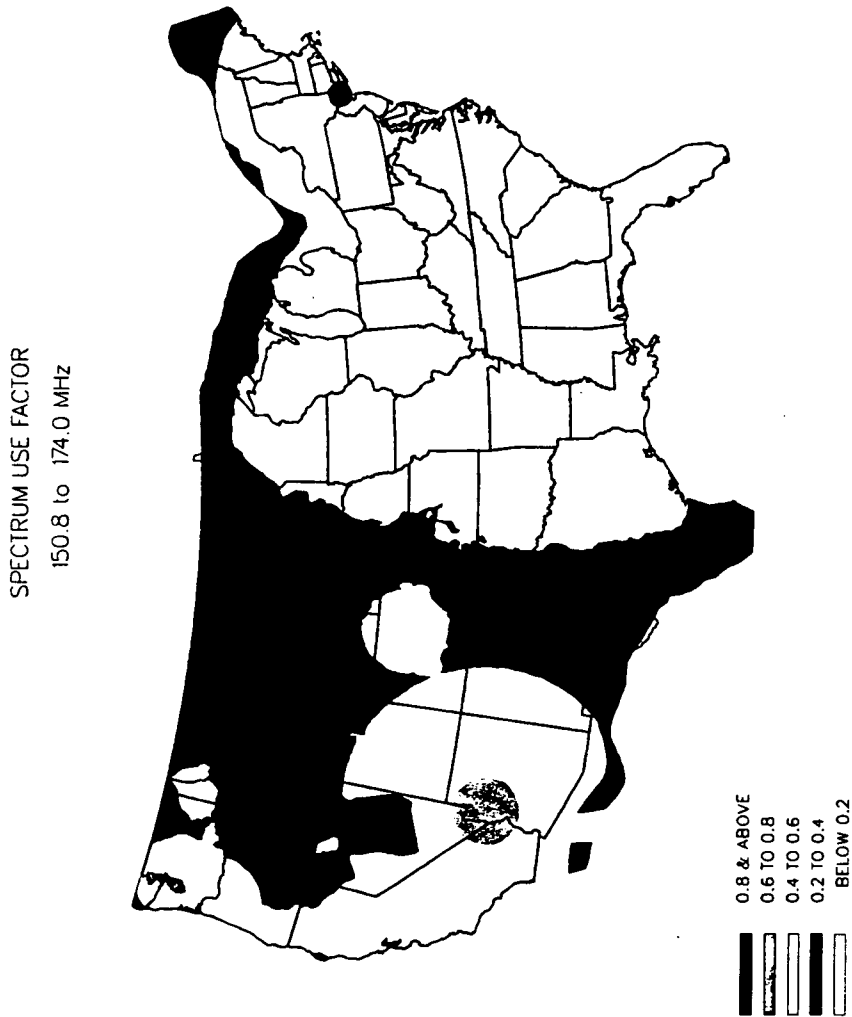 SPECTRUM USE FACTOR
150.8 to 174.0 MHz
0.8 & ABOVE
0.6 TO 0.8
0.4 TO 0.6
0.2 TO 0.4
BELOW 0.2